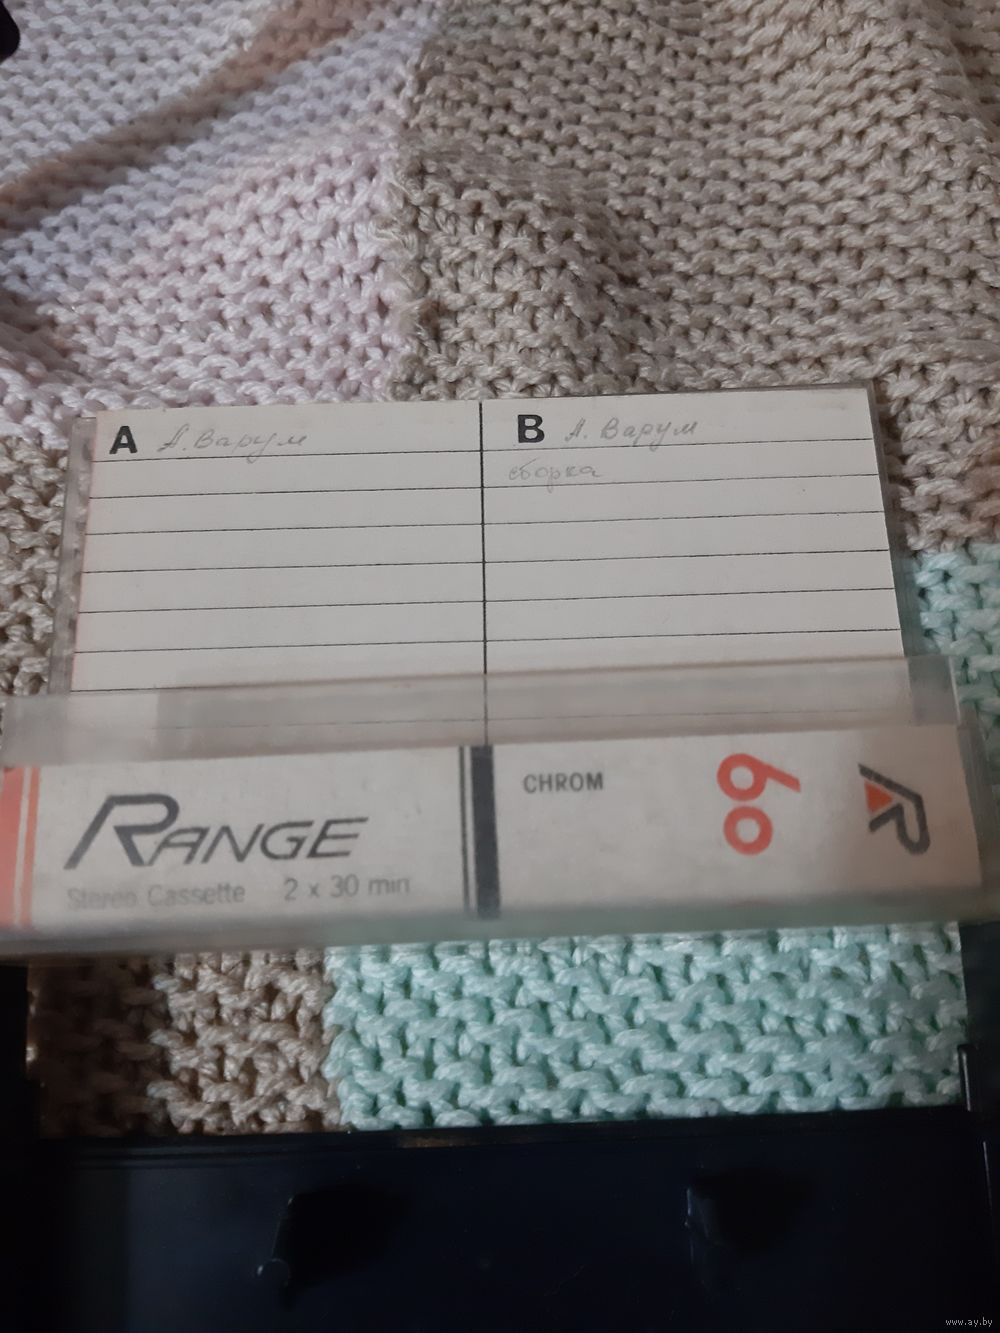 A А. Варум
B А. Варум
сборка
RANGE
Stereo Cassette 2 x 30 min
CHROM
60
R
www.ay.by